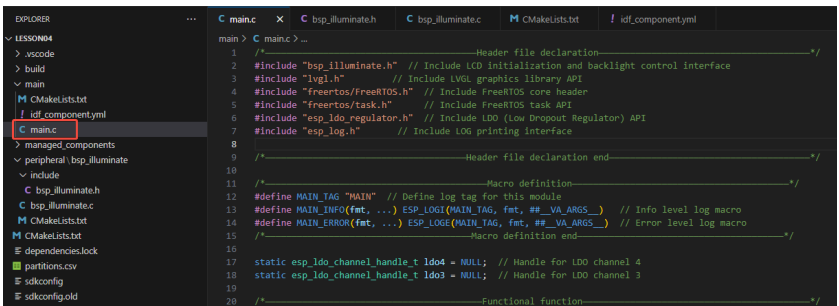 EXPLORER ...
LESSON04
.vscode
build
main
M CMakeLists.txt
! idf_component.yml
C main.c
managed_components
peripheral \ bsp_illuminate
include
C bsp_illuminate.h
C bsp_illuminate.c
M CMakeLists.txt
M CMakeLists.txt
dependencies.lock
partitions.csv
sdkconfig
sdkconfig.old
C main.c X C bsp_illuminate.h C bsp_illuminate.c M CMakeLists.txt ! idf_component.yml
main > C main.c > ...
1 /*————————Header file declaration————————*/
2 #include "bsp_illuminate.h" // Include LCD initialization and backlight control interface
3 #include "lvgl.h" // Include LVGL graphics library API
4 #include "freertos/FreeRTOS.h" // Include FreeRTOS core header
5 #include "freertos/task.h" // Include FreeRTOS task API
6 #include "esp_ldo_regulator.h" // Include LDO (Low Dropout Regulator) API
7 #include "esp_log.h" // Include LOG printing interface
8
9 /*————————Header file declaration end————————*/
10
11 /*————————Macro definition————————*/
12 #define MAIN_TAG "MAIN" // Define log tag for this module
13 #define MAIN_INFO(fmt, ...) ESP_LOGI(MAIN_TAG, fmt, ##__VA_ARGS__) // Info level log macro
14 #define MAIN_ERROR(fmt, ...) ESP_LOGE(MAIN_TAG, fmt, ##__VA_ARGS__) // Error level log macro
15 /*————————Macro definition end————————*/
16
17 static esp_ldo_channel_handle_t ldo4 = NULL; // Handle for LDO channel 4
18 static esp_ldo_channel_handle_t ldo3 = NULL; // Handle for LDO channel 3
19
20 /*————————Functional function————————*/